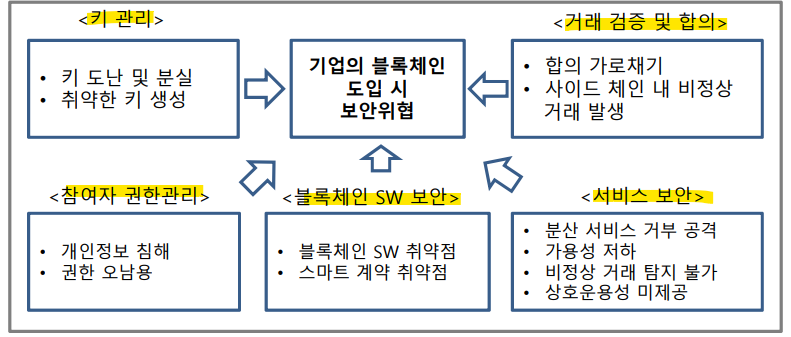 <키 관리>
• 키 도난 및 분실
• 취약한 키 생성
기업의 블록체인
도입 시
보안위협
<거래 검증 및 합의>
• 합의 가로채기
• 사이드 체인 내 비정상
거래 발생
<참여자 권한관리>
• 개인정보 침해
• 권한 오남용
<블록체인 SW 보안>
• 블록체인 SW 취약점
• 스마트 계약 취약점
<서비스 보안>
• 분산 서비스 거부 공격
• 가용성 저하
• 비정상 거래 탐지 불가
• 상호운용성 미제공